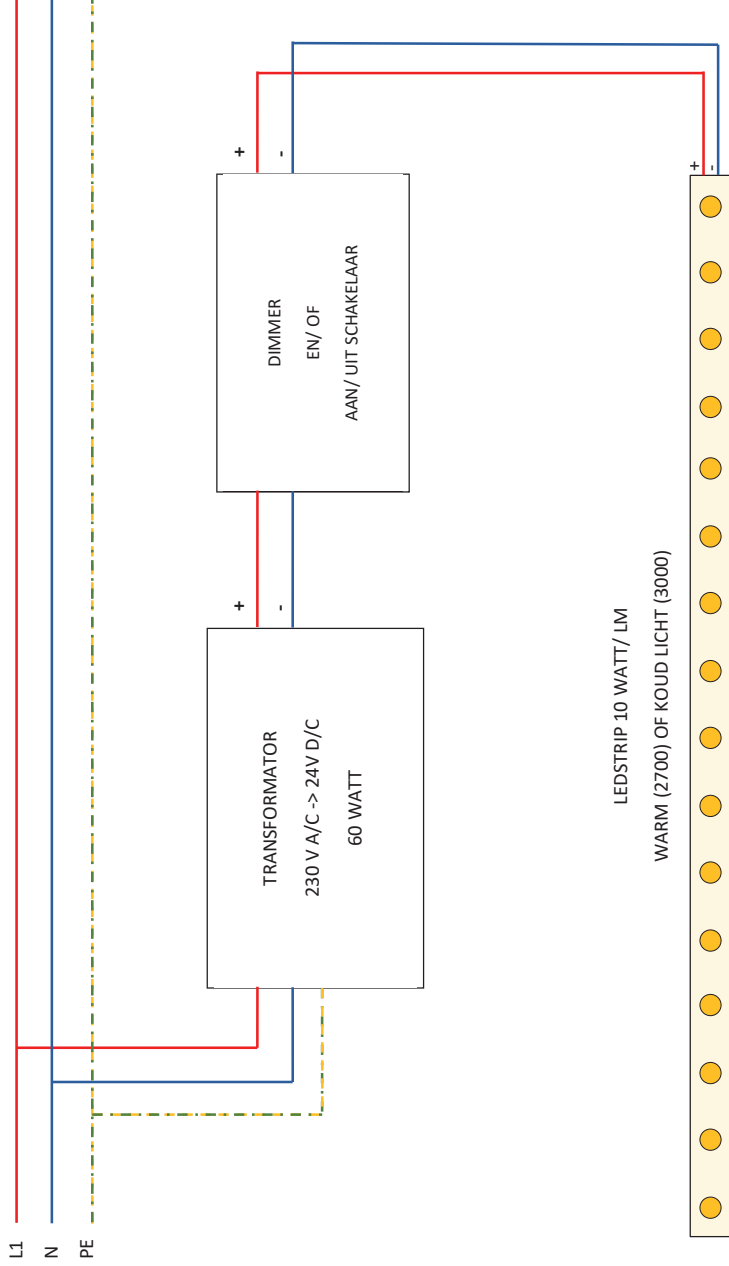 L1
N
PE
TRANSFORMATOR
230 V A/C -> 24V D/C
60 WATT
+
-
DIMMER
EN/ OF
AAN/ UIT SCHAKELAAR
+
-
LEDSTRIP 10 WATT/ LM
WARM (2700) OF KOUD LICHT (3000)
+
-